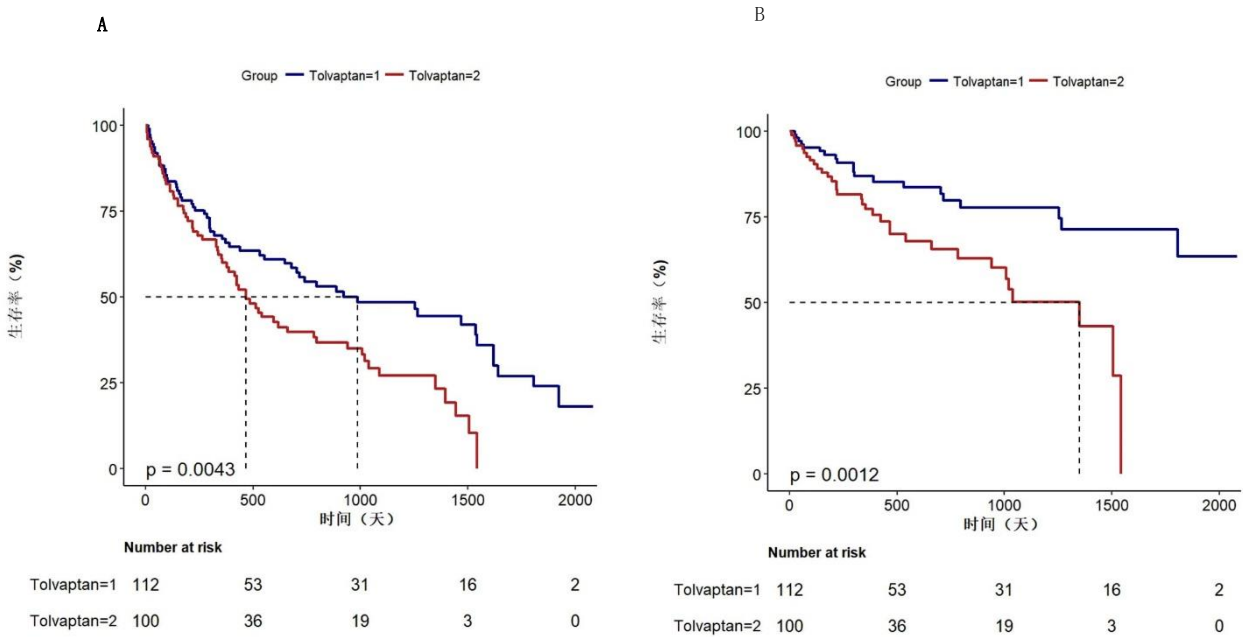 A
Group Tolvaptan=1 Tolvaptan=2
100
75
50
25
0
生存率（%）
p = 0.0043
0 500 1000 1500 2000
时间（天）
Number at risk
Tolvaptan=1 112 53 31 16 2
Tolvaptan=2 100 36 19 3 0
B
Group Tolvaptan=1 Tolvaptan=2
100
75
50
25
0
生存率（%）
p = 0.0012
0 500 1000 1500 2000
时间（天）
Number at risk
Tolvaptan=1 112 53 31 16 2
Tolvaptan=2 100 36 19 3 0